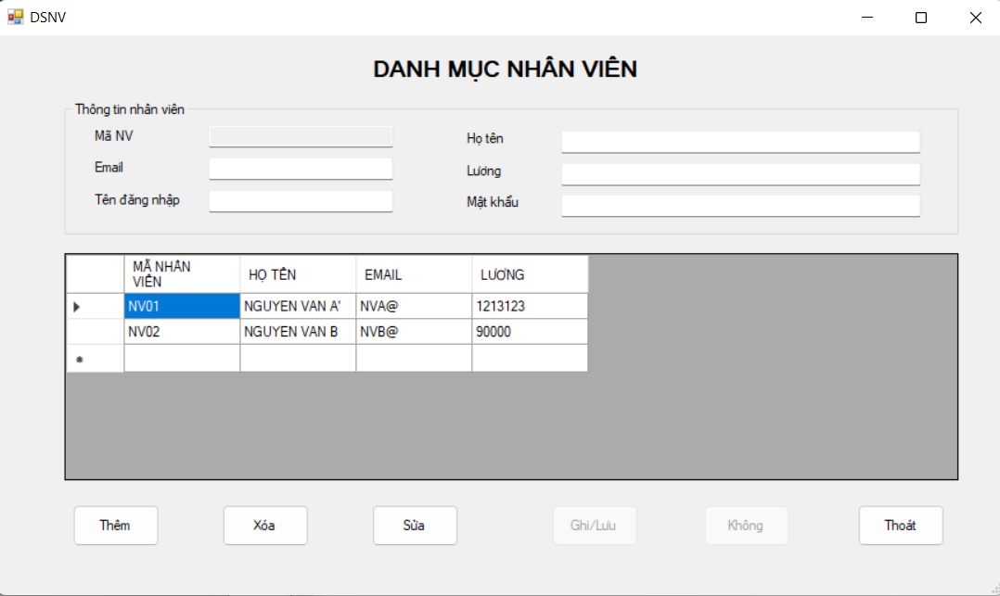 DSNV
DANH MỤC NHÂN VIÊN
Thông tin nhân viên
Mã NV
Họ tên
Email
Lương
Tên đăng nhập
Mật khẩu
MÃ NHÂN
VIÊN
HỌ TÊN
EMAIL
LƯƠNG
NV01 NGUYEN VAN A' NVA@ 1213123
NV02 NGUYEN VAN B NVB@ 90000
Thêm
Xóa
Sửa
Ghi/Lưu
Không
Thoát